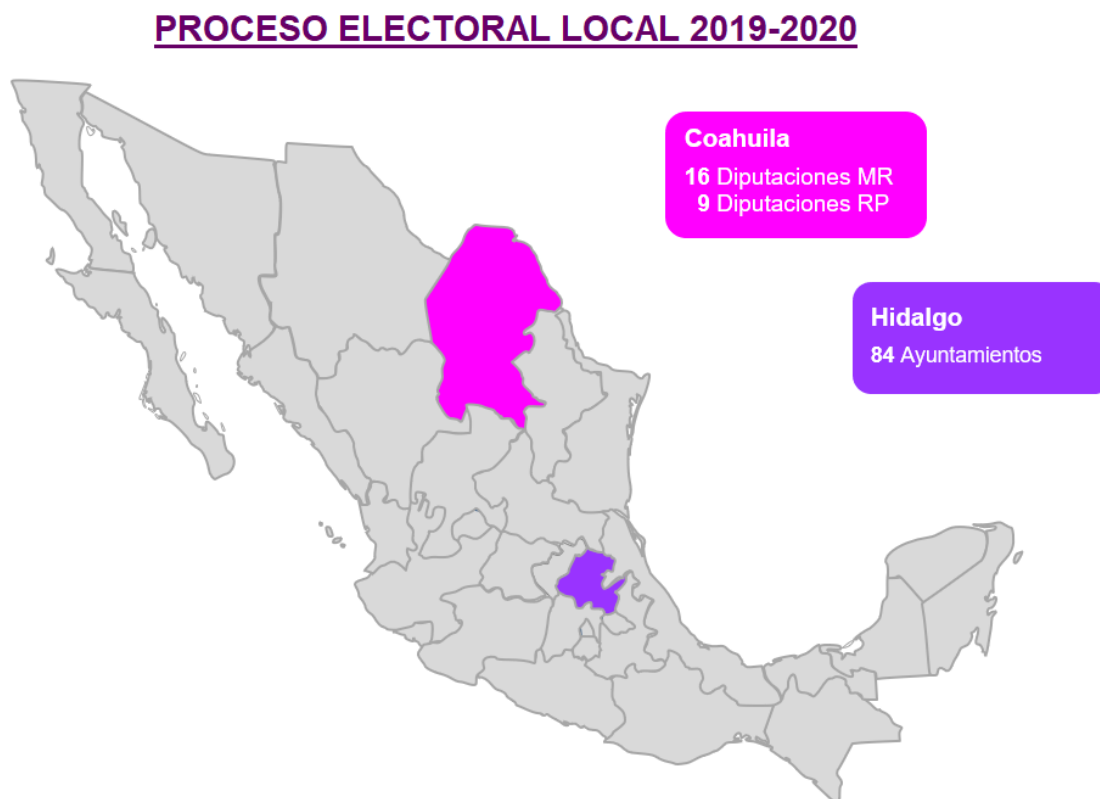 PROCESO ELECTORAL LOCAL 2019-2020
Coahuila
16 Diputaciones MR
9 Diputaciones RP
Hidalgo
84 Ayuntamientos